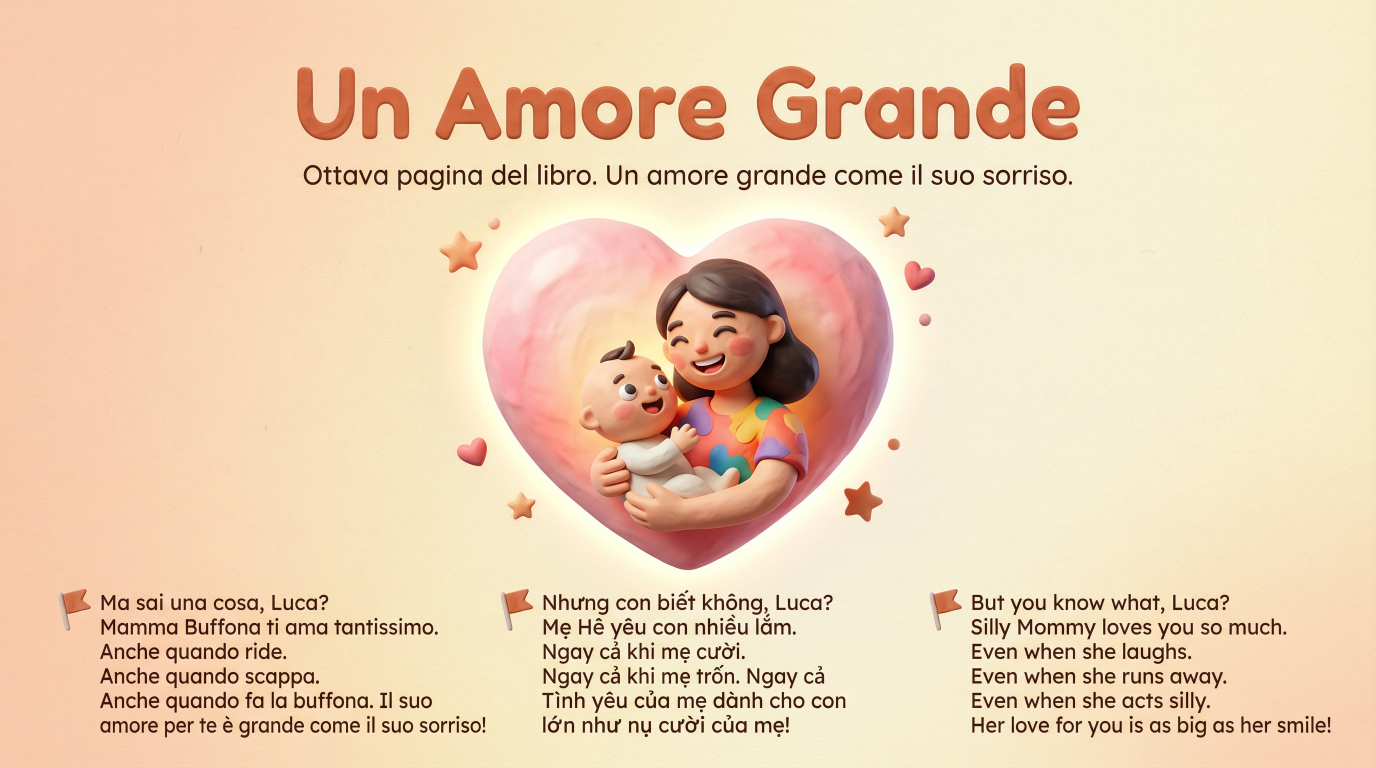 Un Amore Grande
Ottava pagina del libro. Un amore grande come il suo sorriso.
Ma sai una cosa, Luca?
Mamma Buffona ti ama tantissimo.
Anche quando ride.
Anche quando scappa.
Anche quando fa la buffona. Il suo
amore per te è grande come il suo sorriso!
Nhưng con biết không, Luca?
Mẹ Hề yêu con nhiều lắm.
Ngay cả khi mẹ cười.
Ngay cả khi mẹ trốn. Ngay cả
Tình yêu của mẹ dành cho con
lớn như nụ cười của mẹ!
But you know what, Luca?
Silly Mommy loves you so much.
Even when she laughs.
Even when she runs away.
Even when she acts silly.
Her love for you is as big as her smile!